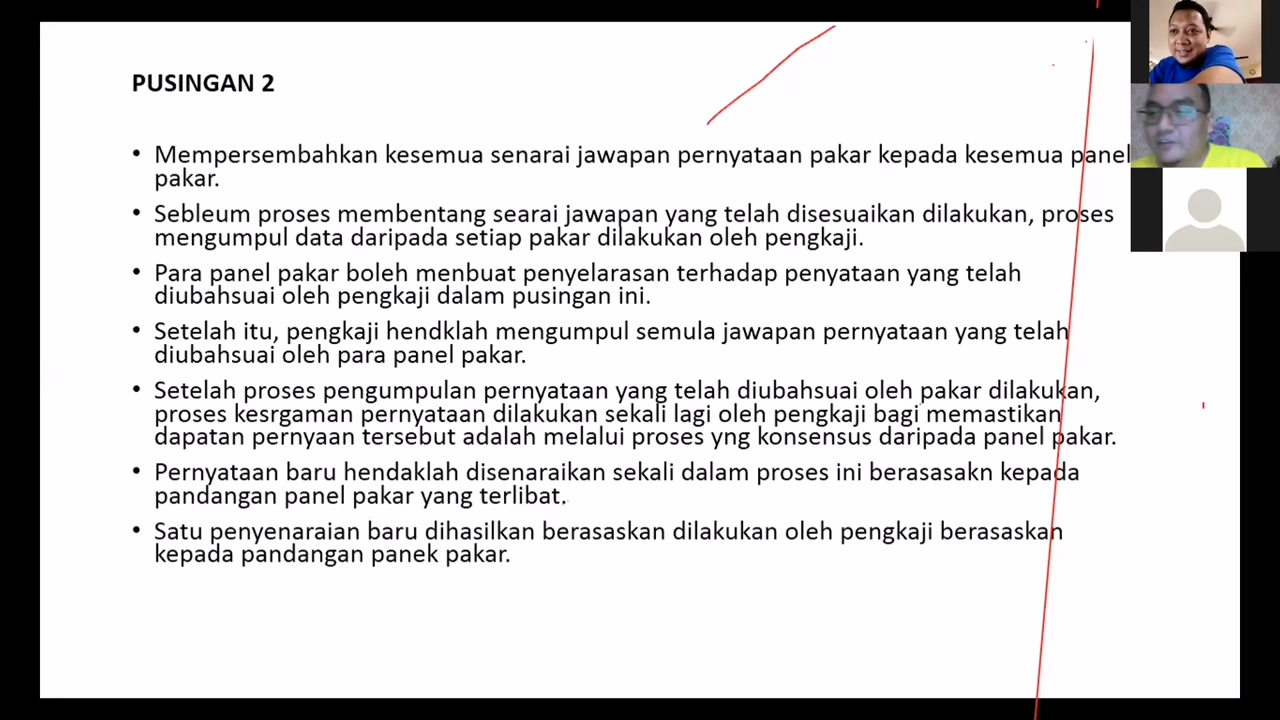 PUSINGAN 2
• Mempersembahkan kesemua senarai jawapan pernyataan pakar kepada kesemua panel
pakar.
• Sebleum proses membentang searai jawapan yang telah disesuaikan dilakukan, proses
mengumpul data daripada setiap pakar dilakukan oleh pengkaji.
• Para panel pakar boleh menbuat penyelarasan terhadap penyataan yang telah
diubahsuai oleh pengkaji dalam pusingan ini.
• Setelah itu, pengkaji hendklah mengumpul semula jawapan pernyataan yang telah
diubahsuai oleh para panel pakar.
• Setelah proses pengumpulan pernyataan yang telah diubahsuai oleh pakar dilakukan,
proses kesrgaman pernyataan dilakukan sekali lagi oleh pengkaji bagi memastikan
dapatan pernyaan tersebut adalah melalui proses yng konsensus daripada panel pakar.
• Pernyataan baru hendaklah disenaraikan sekali dalam proses ini berasasakn kepada
pandangan panel pakar yang terlibat.
• Satu penyenaraian baru dihasilkan berasaskan dilakukan oleh pengkaji berasaskan
kepada pandangan panek pakar.